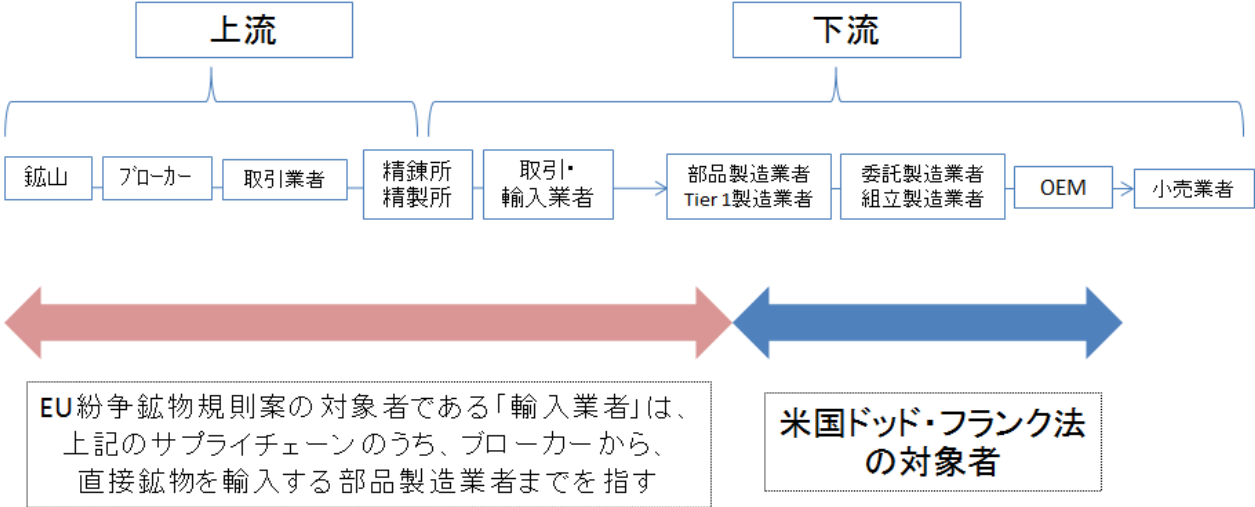 上流
下流
鉱山
ブローカー
取引業者
精錬所
精製所
取引・
輸入業者
部品製造業者
Tier 1製造業者
委託製造業者
組立製造業者
OEM
小売業者
EU紛争鉱物規則案の対象者である「輸入業者」は、
上記のサプライチェーンのうち、ブローカーから、
直接鉱物を輸入する部品製造業者までを指す
米国ドッド・フランク法
の対象者